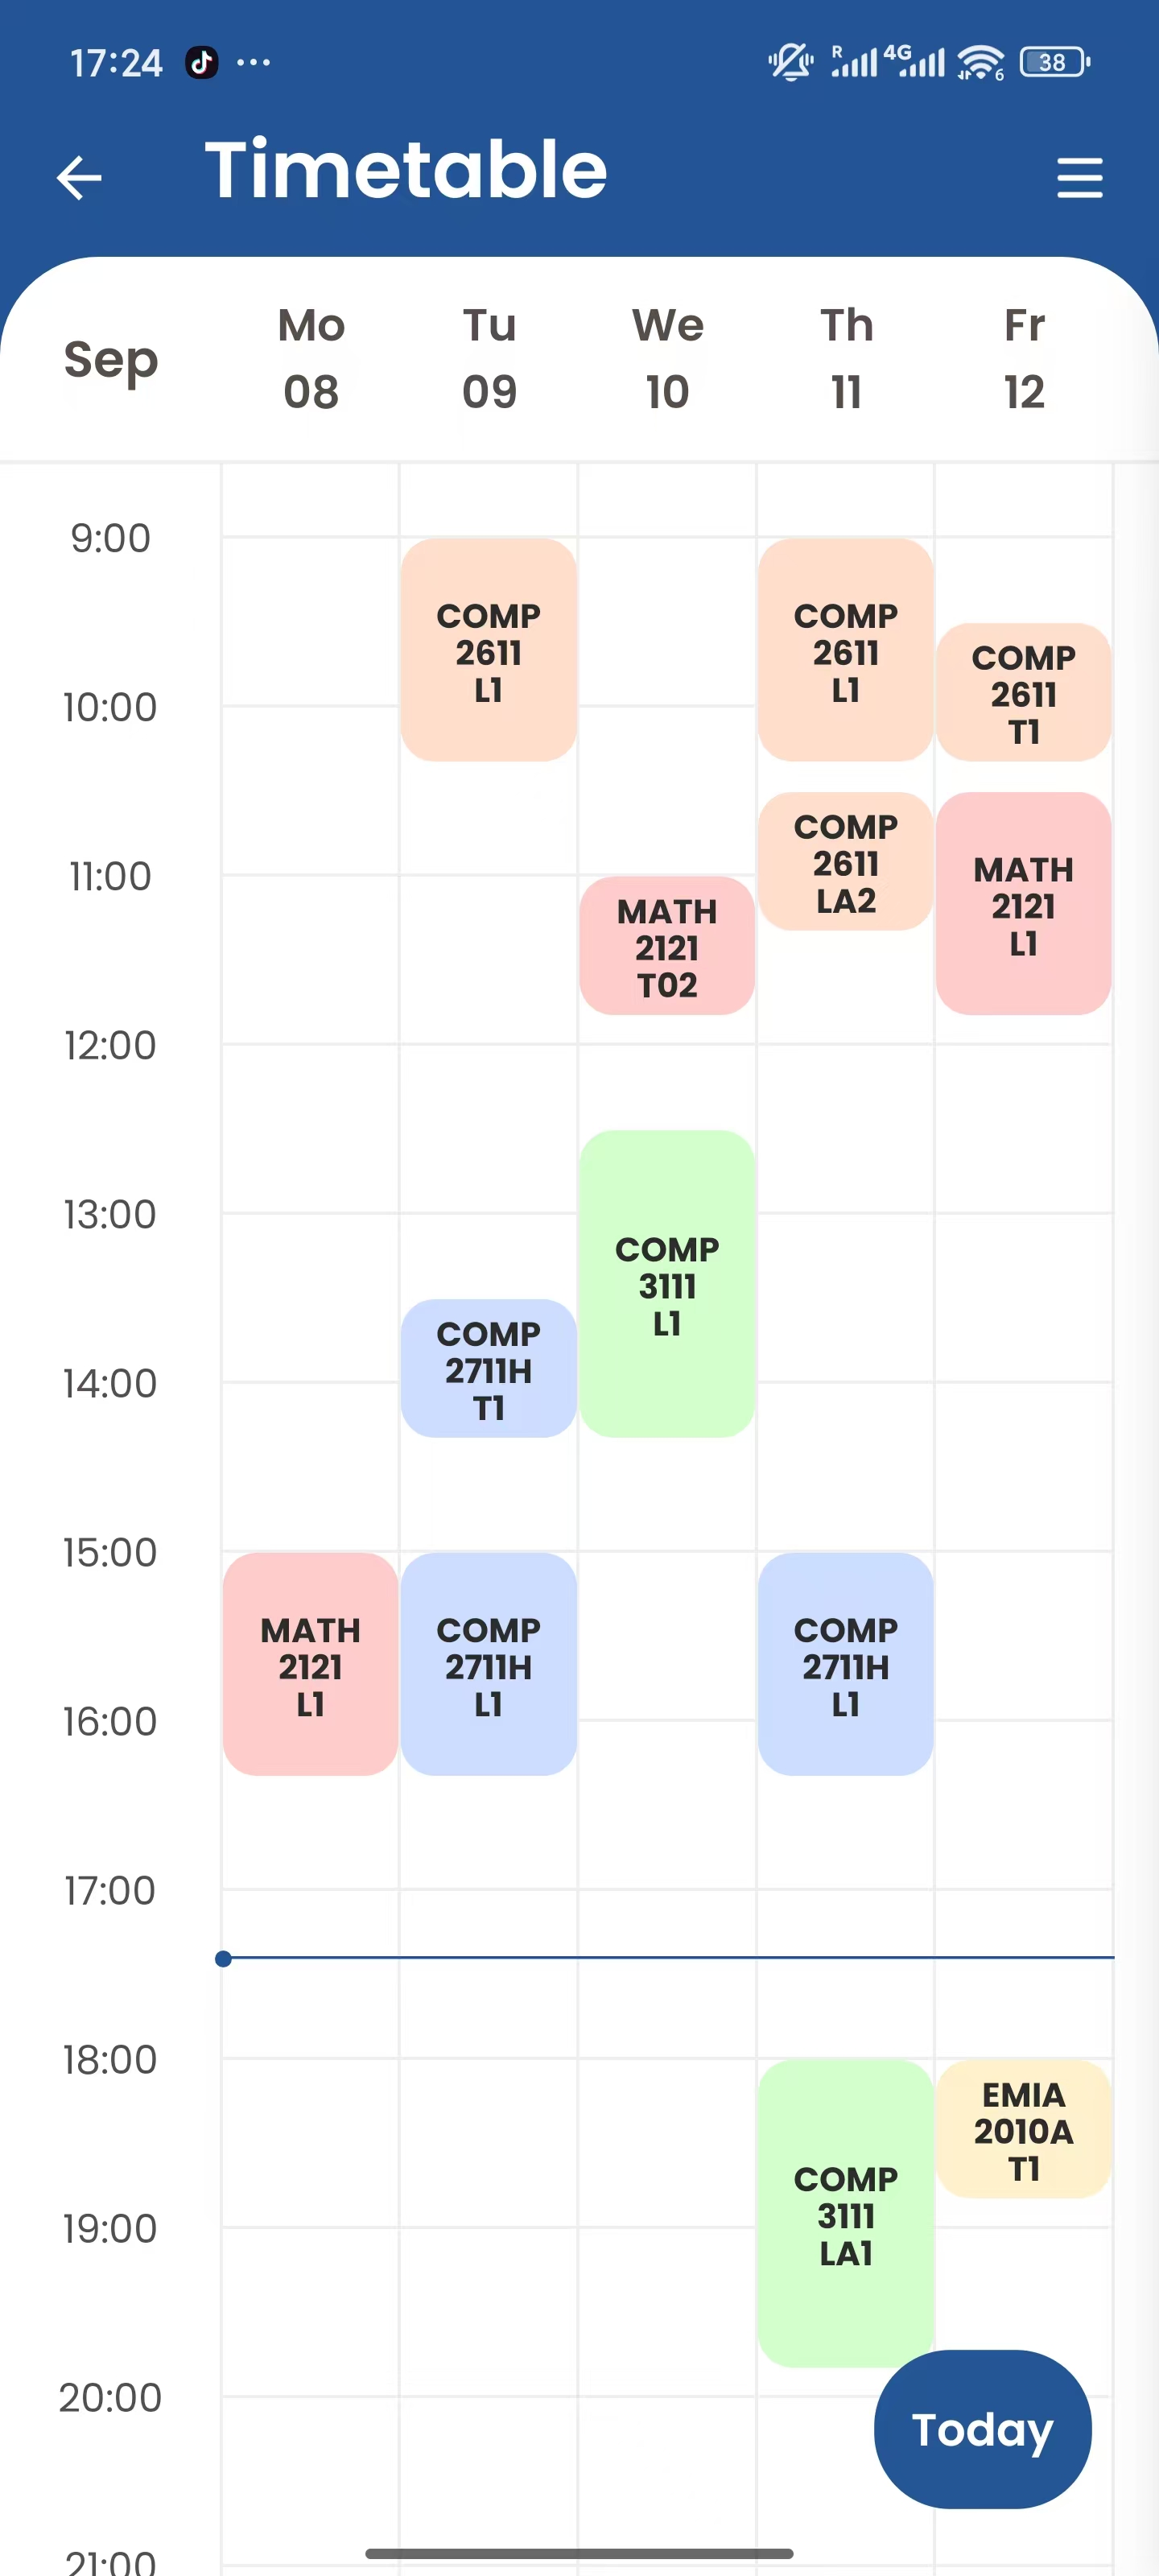 17:24 ...
R 4G 6 38
Timetable
Sep
Mo 08
Tu 09
We 10
Th 11
Fr 12
9:00
COMP
2611
L1
COMP
2611
L1
COMP
2611
T1
10:00
COMP
2611
LA2
MATH
2121
L1
11:00
MATH
2121
T02
12:00
COMP
3111
L1
13:00
COMP
2711H
T1
14:00
15:00
MATH
2121
L1
COMP
2711H
L1
COMP
2711H
L1
16:00
17:00
18:00
COMP
3111
LA1
EMIA
2010A
T1
19:00
20:00
Today
21:00